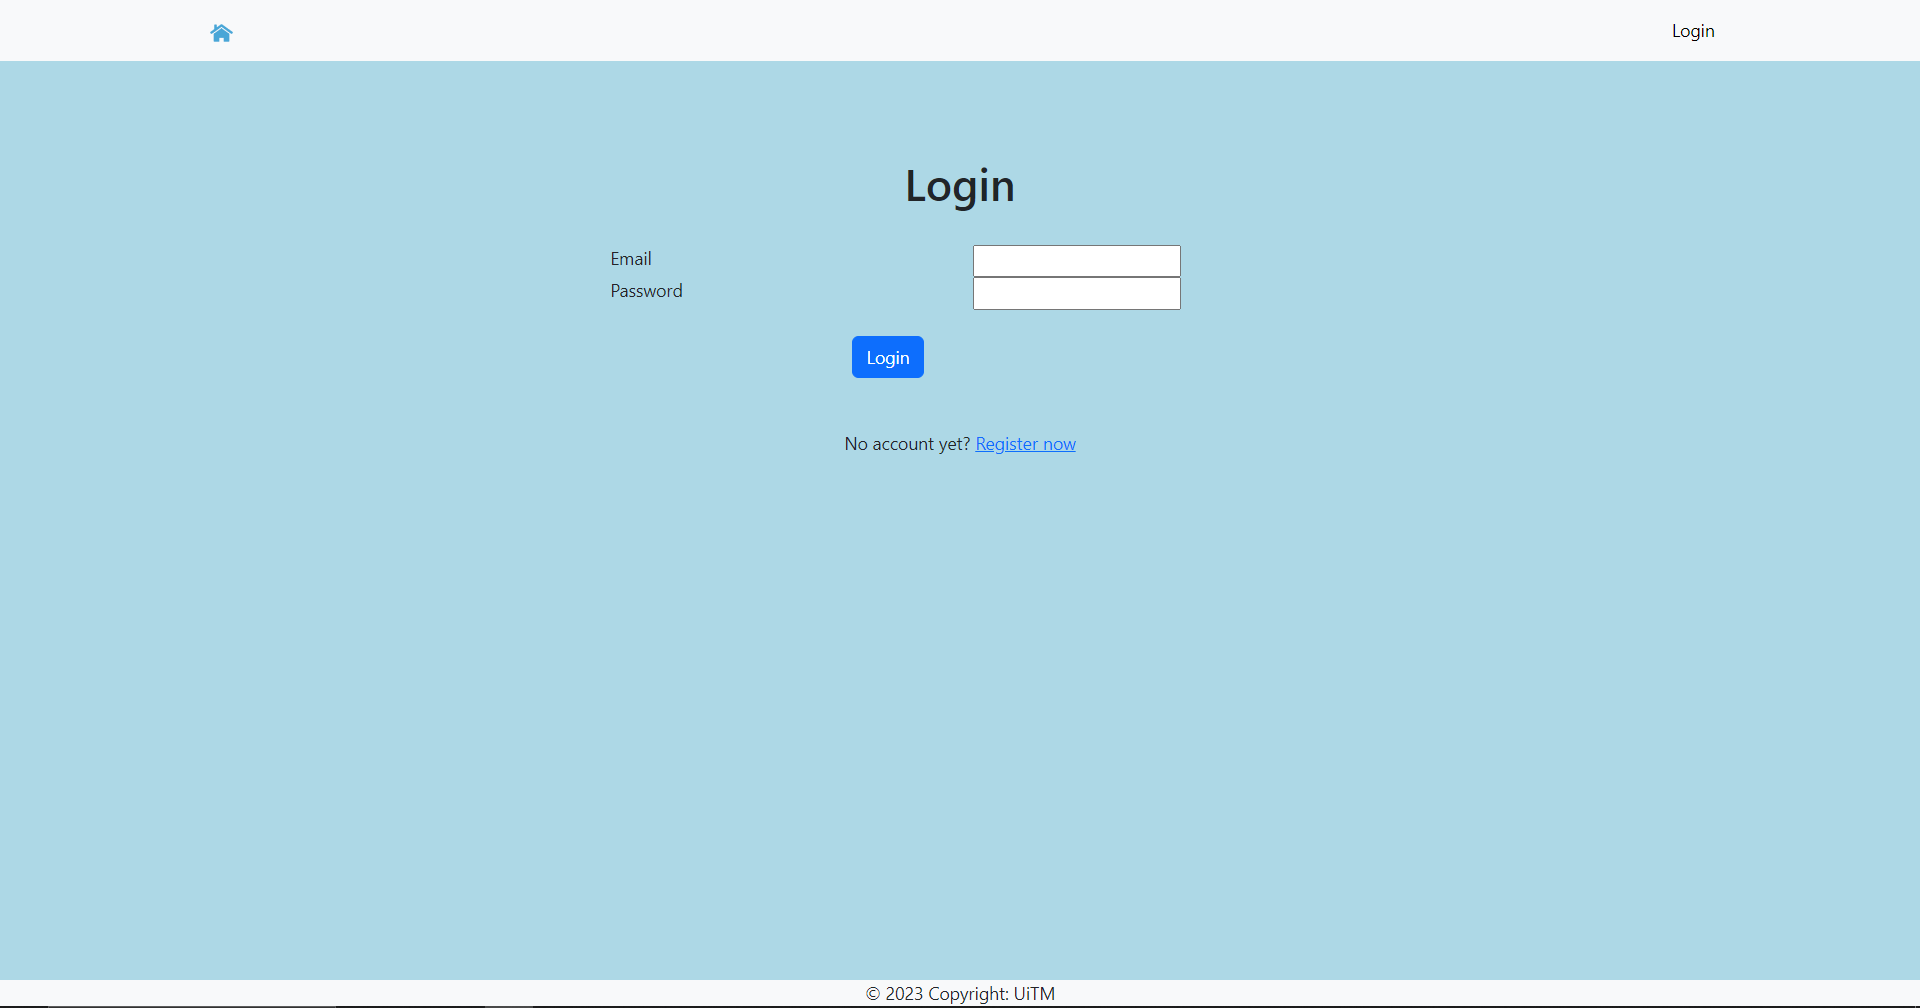 Login
Login
Email
Password
Login
No account yet? Register now
© 2023 Copyright: UiTM